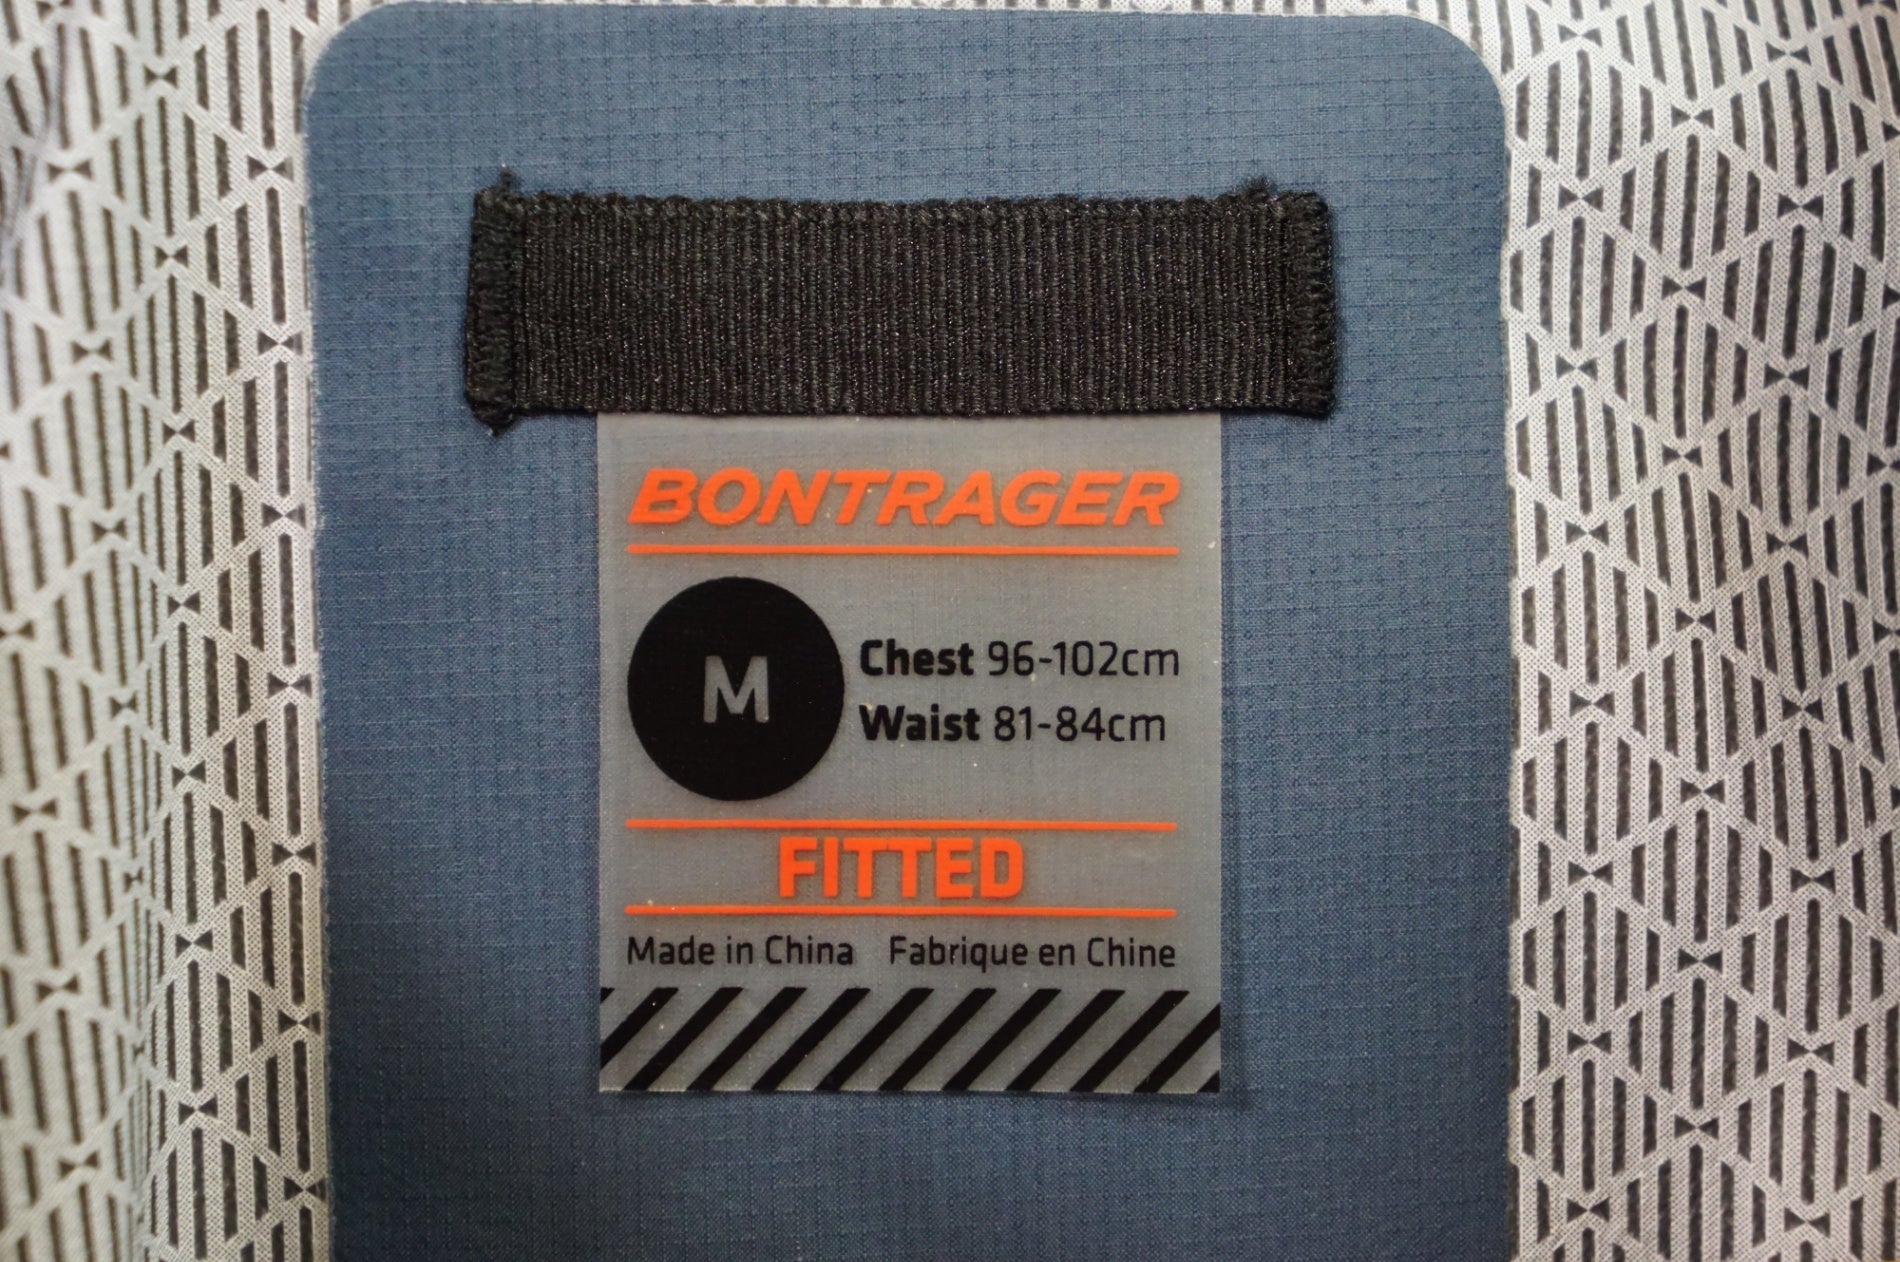 BONTRAGER
M
Chest 96-102cm
Waist 81-84cm
FITTED
Made in China Fabrique en Chine